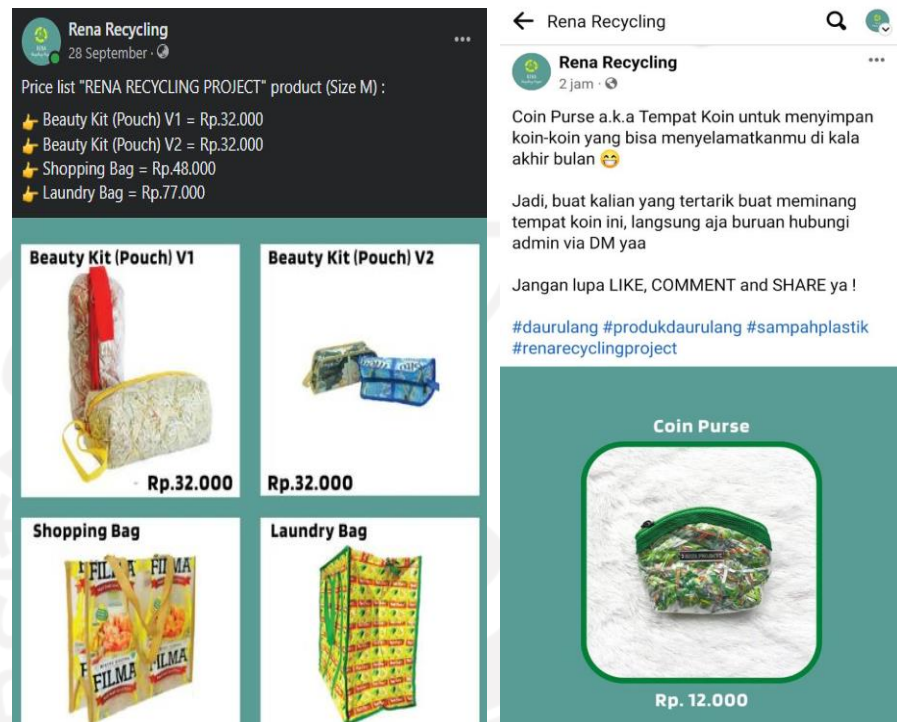 Rena Recycling
28 September
Price list "RENA RECYCLING PROJECT" product (Size M) :
👉 Beauty Kit (Pouch) V1 = Rp.32.000
👉 Beauty Kit (Pouch) V2 = Rp.32.000
👉 Shopping Bag = Rp.48.000
👉 Laundry Bag = Rp.77.000
Beauty Kit (Pouch) V1
Rp.32.000
Beauty Kit (Pouch) V2
Rp.32.000
Shopping Bag
FILMA
FILMA
FILMA
FILMA
Laundry Bag
Rena Recycling
Rena Recycling
2 jam
Coin Purse a.k.a Tempat Koin untuk menyimpan
koin-koin yang bisa menyelamatkanmu di kala
akhir bulan 😁
Jadi, buat kalian yang tertarik buat meminang
tempat koin ini, langsung aja buruan hubungi
admin via DM yaa
Jangan lupa LIKE, COMMENT and SHARE ya !
#daurulang #produkdaurulang #sampahplastik
#renarecyclingproject
Coin Purse
Rp. 12.000